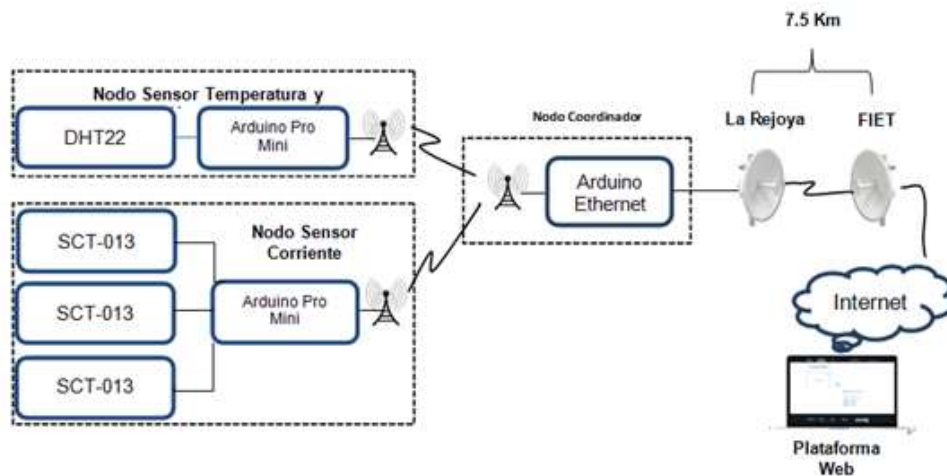 7.5 Km
Nodo Sensor Temperatura y
DHT22
Arduino Pro
Mini
Nodo Coordinador
Arduino
Ethernet
La Rejoya
FIET
SCT-013
SCT-013
SCT-013
Nodo Sensor
Corriente
Arduino Pro
Mini
Internet
Plataforma
Web